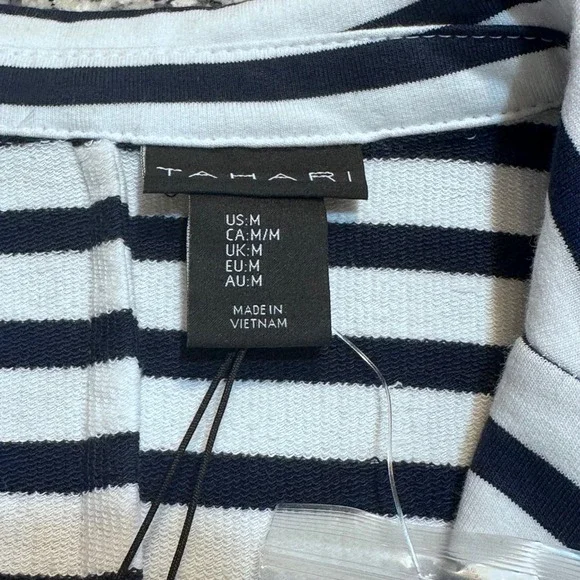 TAHARI
US:M
CA:M/M
UK:M
EU:M
AU:M
MADE IN
VIETNAM